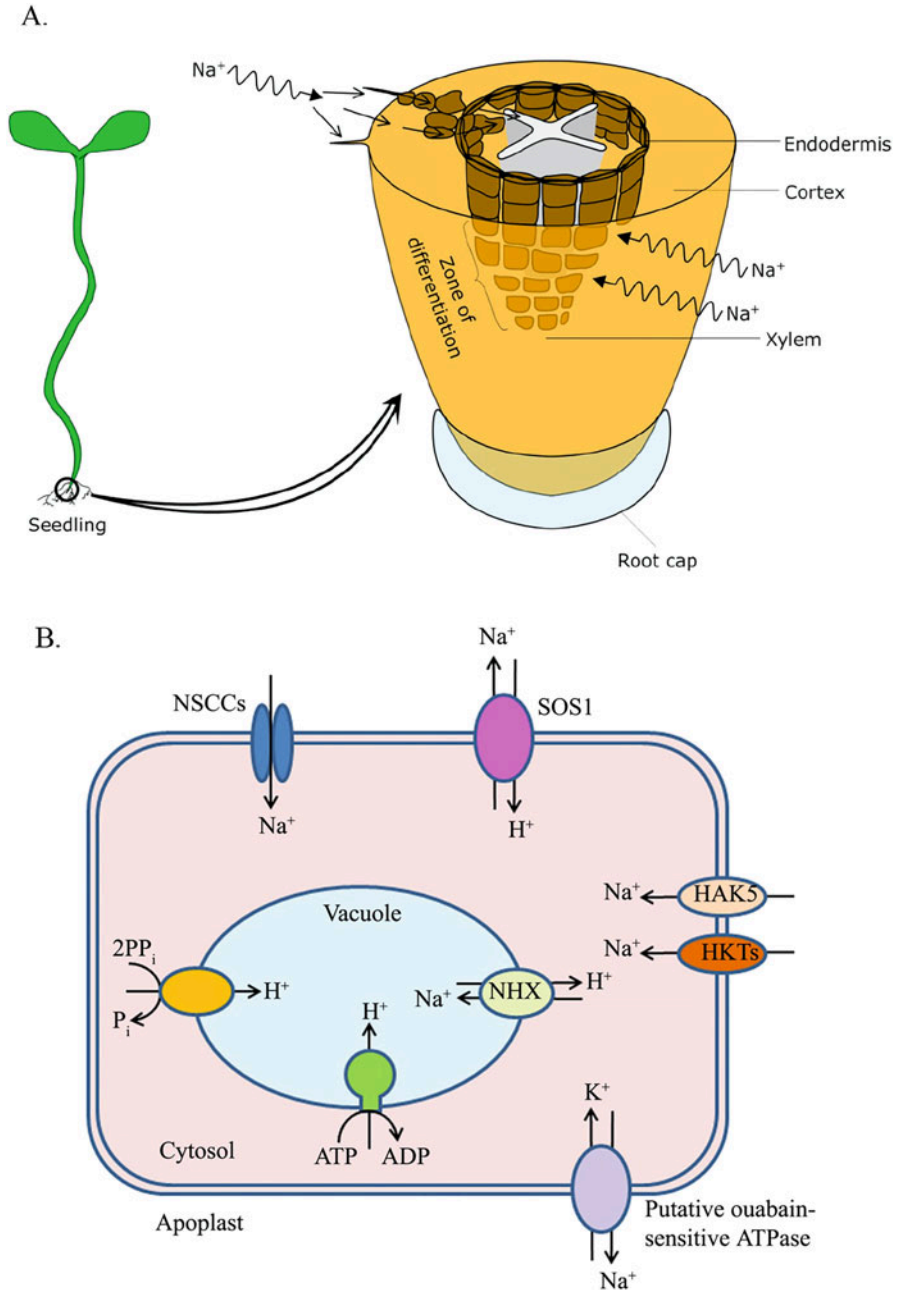 A.
Na⁺
Endodermis
Cortex
Zone of
differentiation
Na⁺
Na⁺
Xylem
Seedling
Root cap
B.
Na⁺
NSCCs
SOS1
Na⁺
H⁺
Na⁺
HAK5
Vacuole
Na⁺
HKTs
2PPᵢ
H⁺
Pᵢ
H⁺
Na⁺
NHX
H⁺
K⁺
Cytosol
ATP
ADP
Apoplast
Putative ouabain-
sensitive ATPase
Na⁺